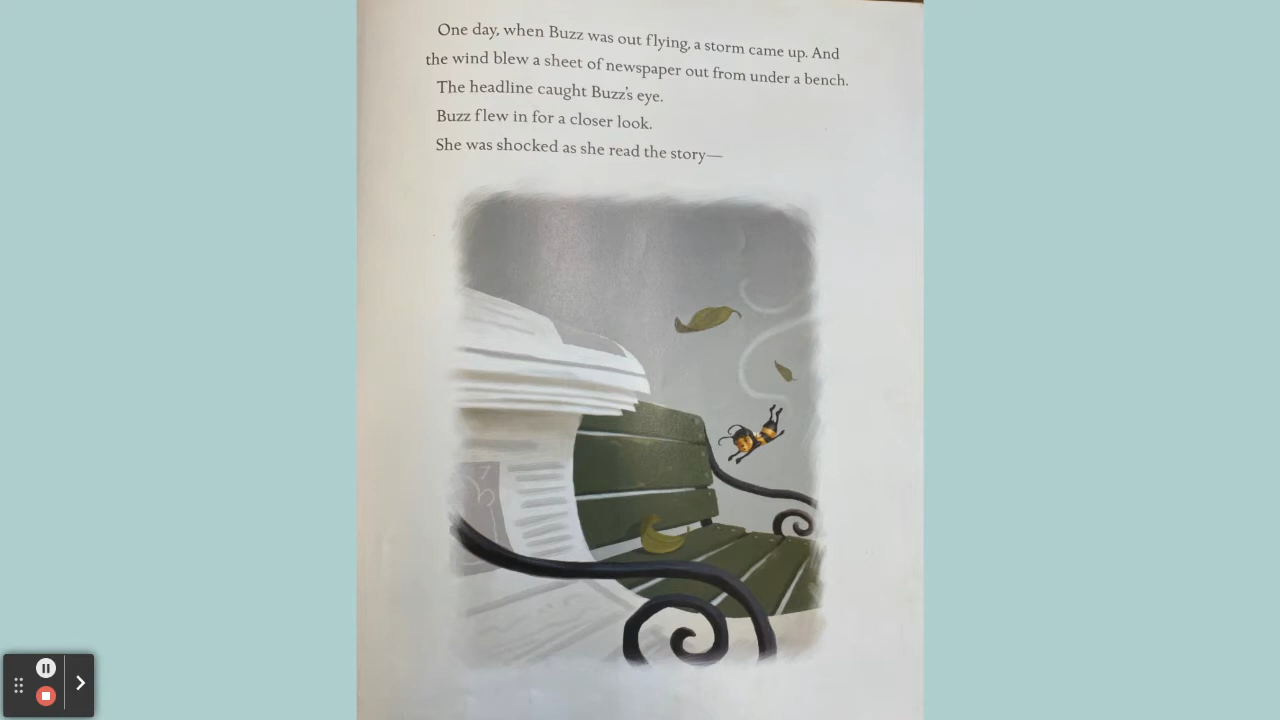 One day, when Buzz was out flying, a storm came up. And
the wind blew a sheet of newspaper out from under a bench.
The headline caught Buzz's eye.
Buzz flew in for a closer look.
She was shocked as she read the story—